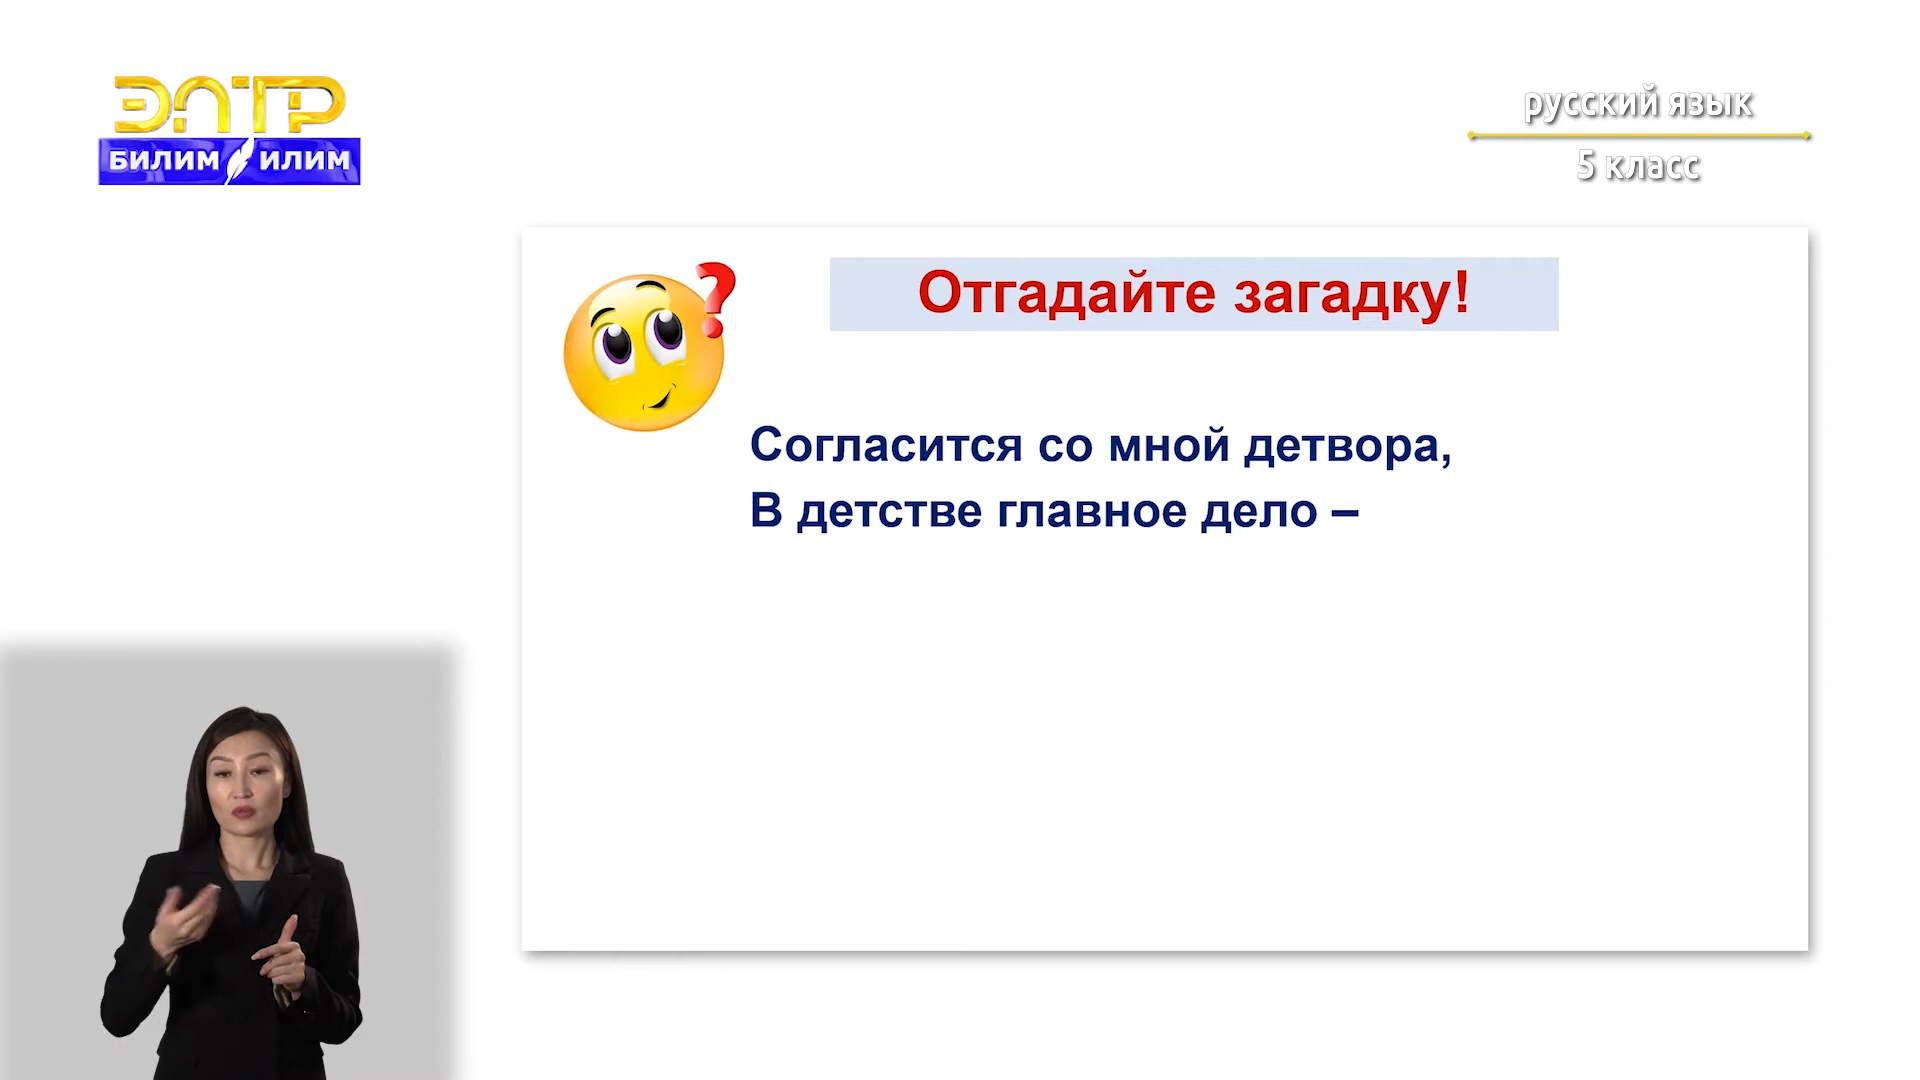 ЭЛТР
БИЛИМ ИЛИМ
русский язык
5 класс
Отгадайте загадку!
Согласится со мной детвора,
В детстве главное дело –